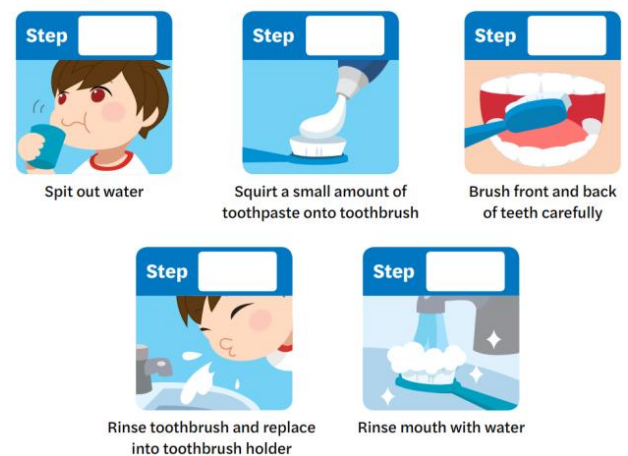 Step
Step
Step
Spit out water
Squirt a small amount of
toothpaste onto toothbrush
Brush front and back
of teeth carefully
Step
Step
Rinse toothbrush and replace
into toothbrush holder
Rinse mouth with water